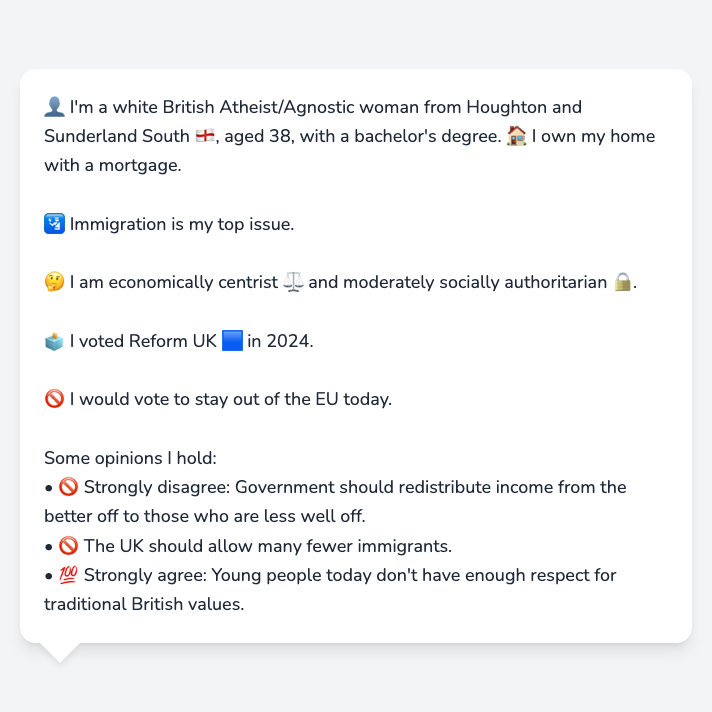 👤 I'm a white British Atheist/Agnostic woman from Houghton and
Sunderland South 🏴󠁧󠁢󠁥󠁮󠁧󠁿, aged 38, with a bachelor's degree. 🏠 I own my home
with a mortgage.
🛂 Immigration is my top issue.
🤔 I am economically centrist ⚖️ and moderately socially authoritarian 🔒.
🗳️ I voted Reform UK 🟦 in 2024.
🚫 I would vote to stay out of the EU today.
Some opinions I hold:
• 🚫 Strongly disagree: Government should redistribute income from the
better off to those who are less well off.
• 🚫 The UK should allow many fewer immigrants.
• 💯 Strongly agree: Young people today don't have enough respect for
traditional British values.